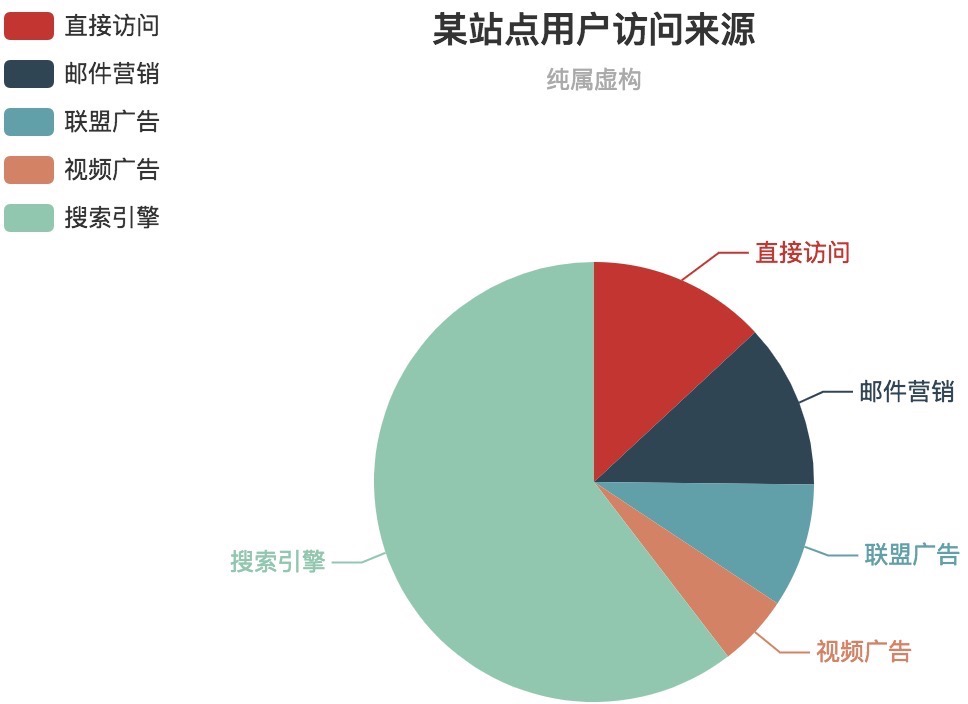 某站点用户访问来源
纯属虚构
直接访问
邮件营销
联盟广告
视频广告
搜索引擎
直接访问
邮件营销
联盟广告
搜索引擎
视频广告